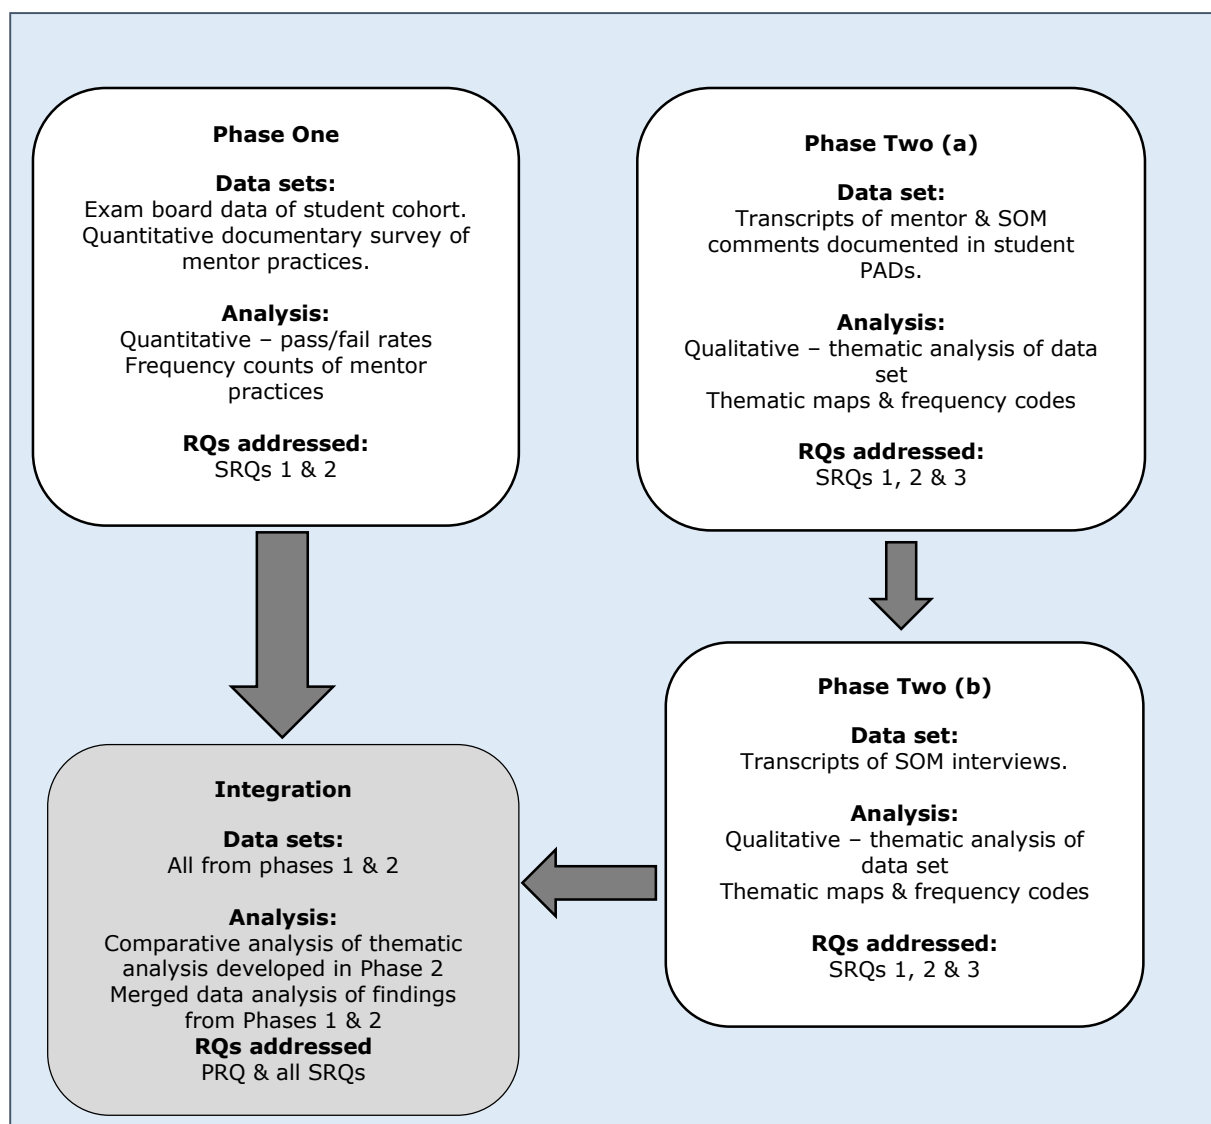 Phase One
Data sets:
Exam board data of student cohort.
Quantitative documentary survey of
mentor practices.
Analysis:
Quantitative – pass/fail rates
Frequency counts of mentor
practices
RQs addressed:
SRQs 1 & 2
Phase Two (a)
Data set:
Transcripts of mentor & SOM
comments documented in student
PADs.
Analysis:
Qualitative – thematic analysis of data
set
Thematic maps & frequency codes
RQs addressed:
SRQs 1, 2 & 3
Phase Two (b)
Data set:
Transcripts of SOM interviews.
Analysis:
Qualitative – thematic analysis of
data set
Thematic maps & frequency codes
RQs addressed:
SRQs 1, 2 & 3
Integration
Data sets:
All from phases 1 & 2
Analysis:
Comparative analysis of thematic
analysis developed in Phase 2
Merged data analysis of findings
from Phases 1 & 2
RQs addressed
PRQ & all SRQs